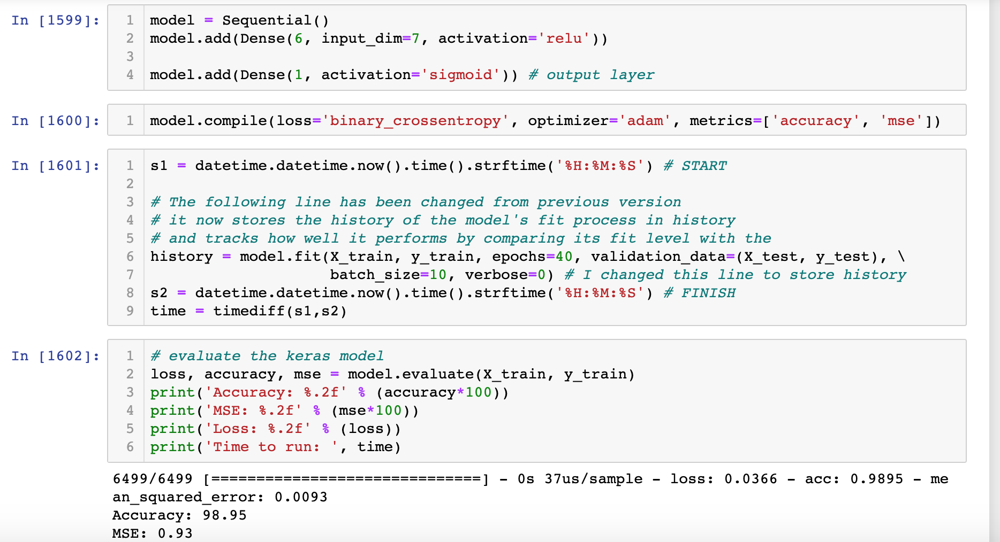 In [1599]:
1 model = Sequential()
2 model.add(Dense(6, input_dim=7, activation='relu'))
3
4 model.add(Dense(1, activation='sigmoid')) # output layer
In [1600]:
1 model.compile(loss='binary_crossentropy', optimizer='adam', metrics=['accuracy', 'mse'])
In [1601]:
1 s1 = datetime.datetime.now().time().strftime('%H:%M:%S') # START
2
3 # The following line has been changed from previous version
4 # it now stores the history of the model's fit process in history
5 # and tracks how well it performs by comparing its fit level with the
6 history = model.fit(X_train, y_train, epochs=40, validation_data=(X_test, y_test), \
7                     batch_size=10, verbose=0) # I changed this line to store history
8 s2 = datetime.datetime.now().time().strftime('%H:%M:%S') # FINISH
9 time = timediff(s1,s2)
In [1602]:
1 # evaluate the keras model
2 loss, accuracy, mse = model.evaluate(X_train, y_train)
3 print('Accuracy: %.2f' % (accuracy*100))
4 print('MSE: %.2f' % (mse*100))
5 print('Loss: %.2f' % (loss))
6 print('Time to run: ', time)
6499/6499 [==============================] - 0s 37us/sample - loss: 0.0366 - acc: 0.9895 - me
an_squared_error: 0.0093
Accuracy: 98.95
MSE: 0.93